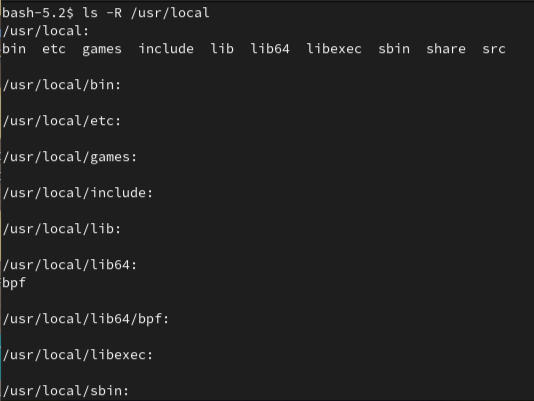 bash-5.2$ ls -R /usr/local
/usr/local:
bin  etc  games  include  lib  lib64  libexec  sbin  share  src
/usr/local/bin:
/usr/local/etc:
/usr/local/games:
/usr/local/include:
/usr/local/lib:
/usr/local/lib64:
bpf
/usr/local/lib64/bpf:
/usr/local/libexec:
/usr/local/sbin: